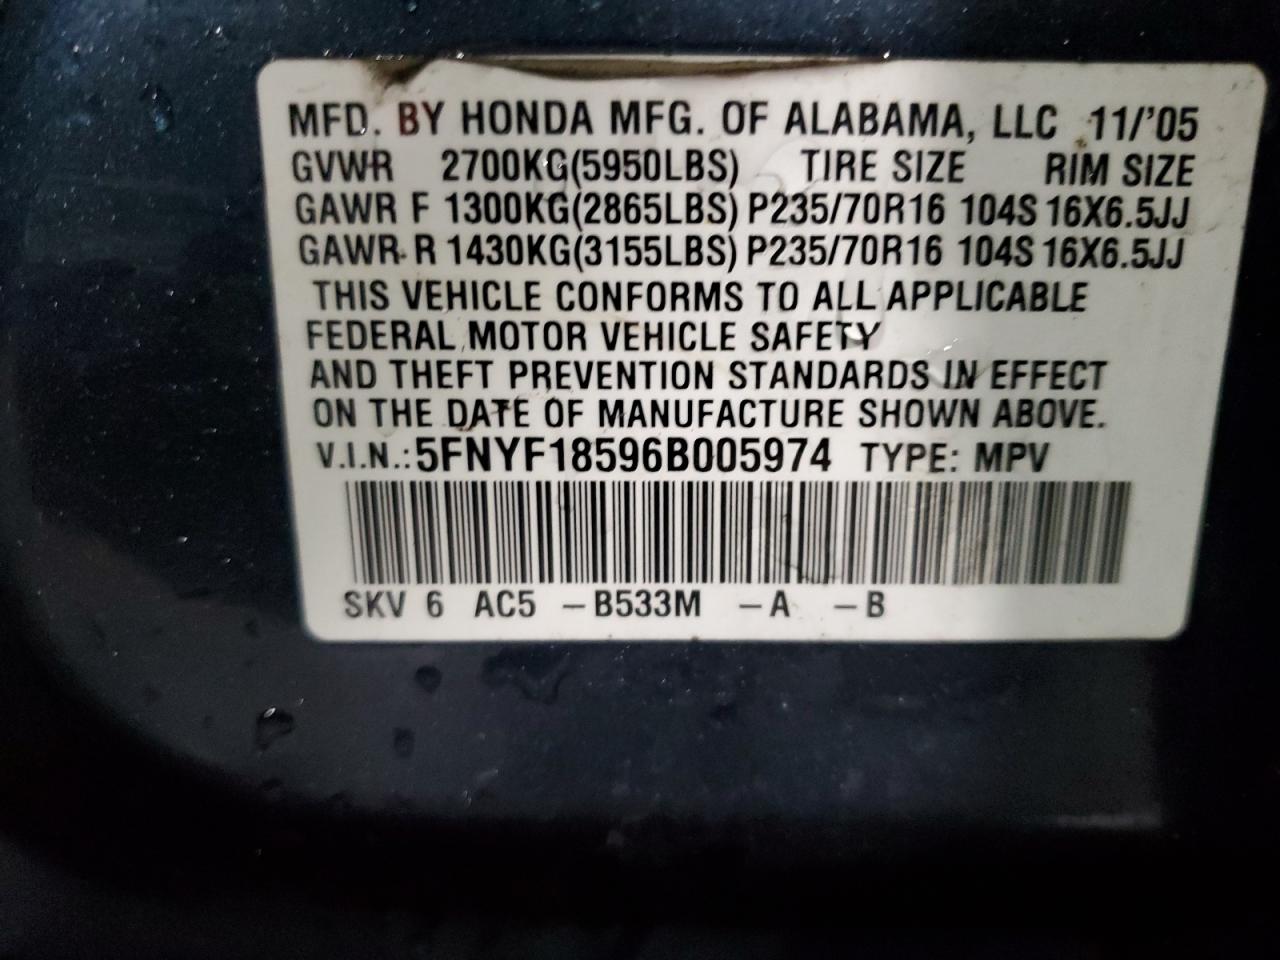 MFD. BY HONDA MFG. OF ALABAMA, LLC 11/'05
GVWR 2700KG(5950LBS) TIRE SIZE RIM SIZE
GAWR F 1300KG(2865LBS) P235/70R16 104S 16X6.5JJ
GAWR R 1430KG(3155LBS) P235/70R16 104S 16X6.5JJ
THIS VEHICLE CONFORMS TO ALL APPLICABLE
FEDERAL MOTOR VEHICLE SAFETY
AND THEFT PREVENTION STANDARDS IN EFFECT
ON THE DATE OF MANUFACTURE SHOWN ABOVE.
V.I.N.: 5FNYF18596B005974 TYPE: MPV
SKV 6 AC5 -B533M -A -B